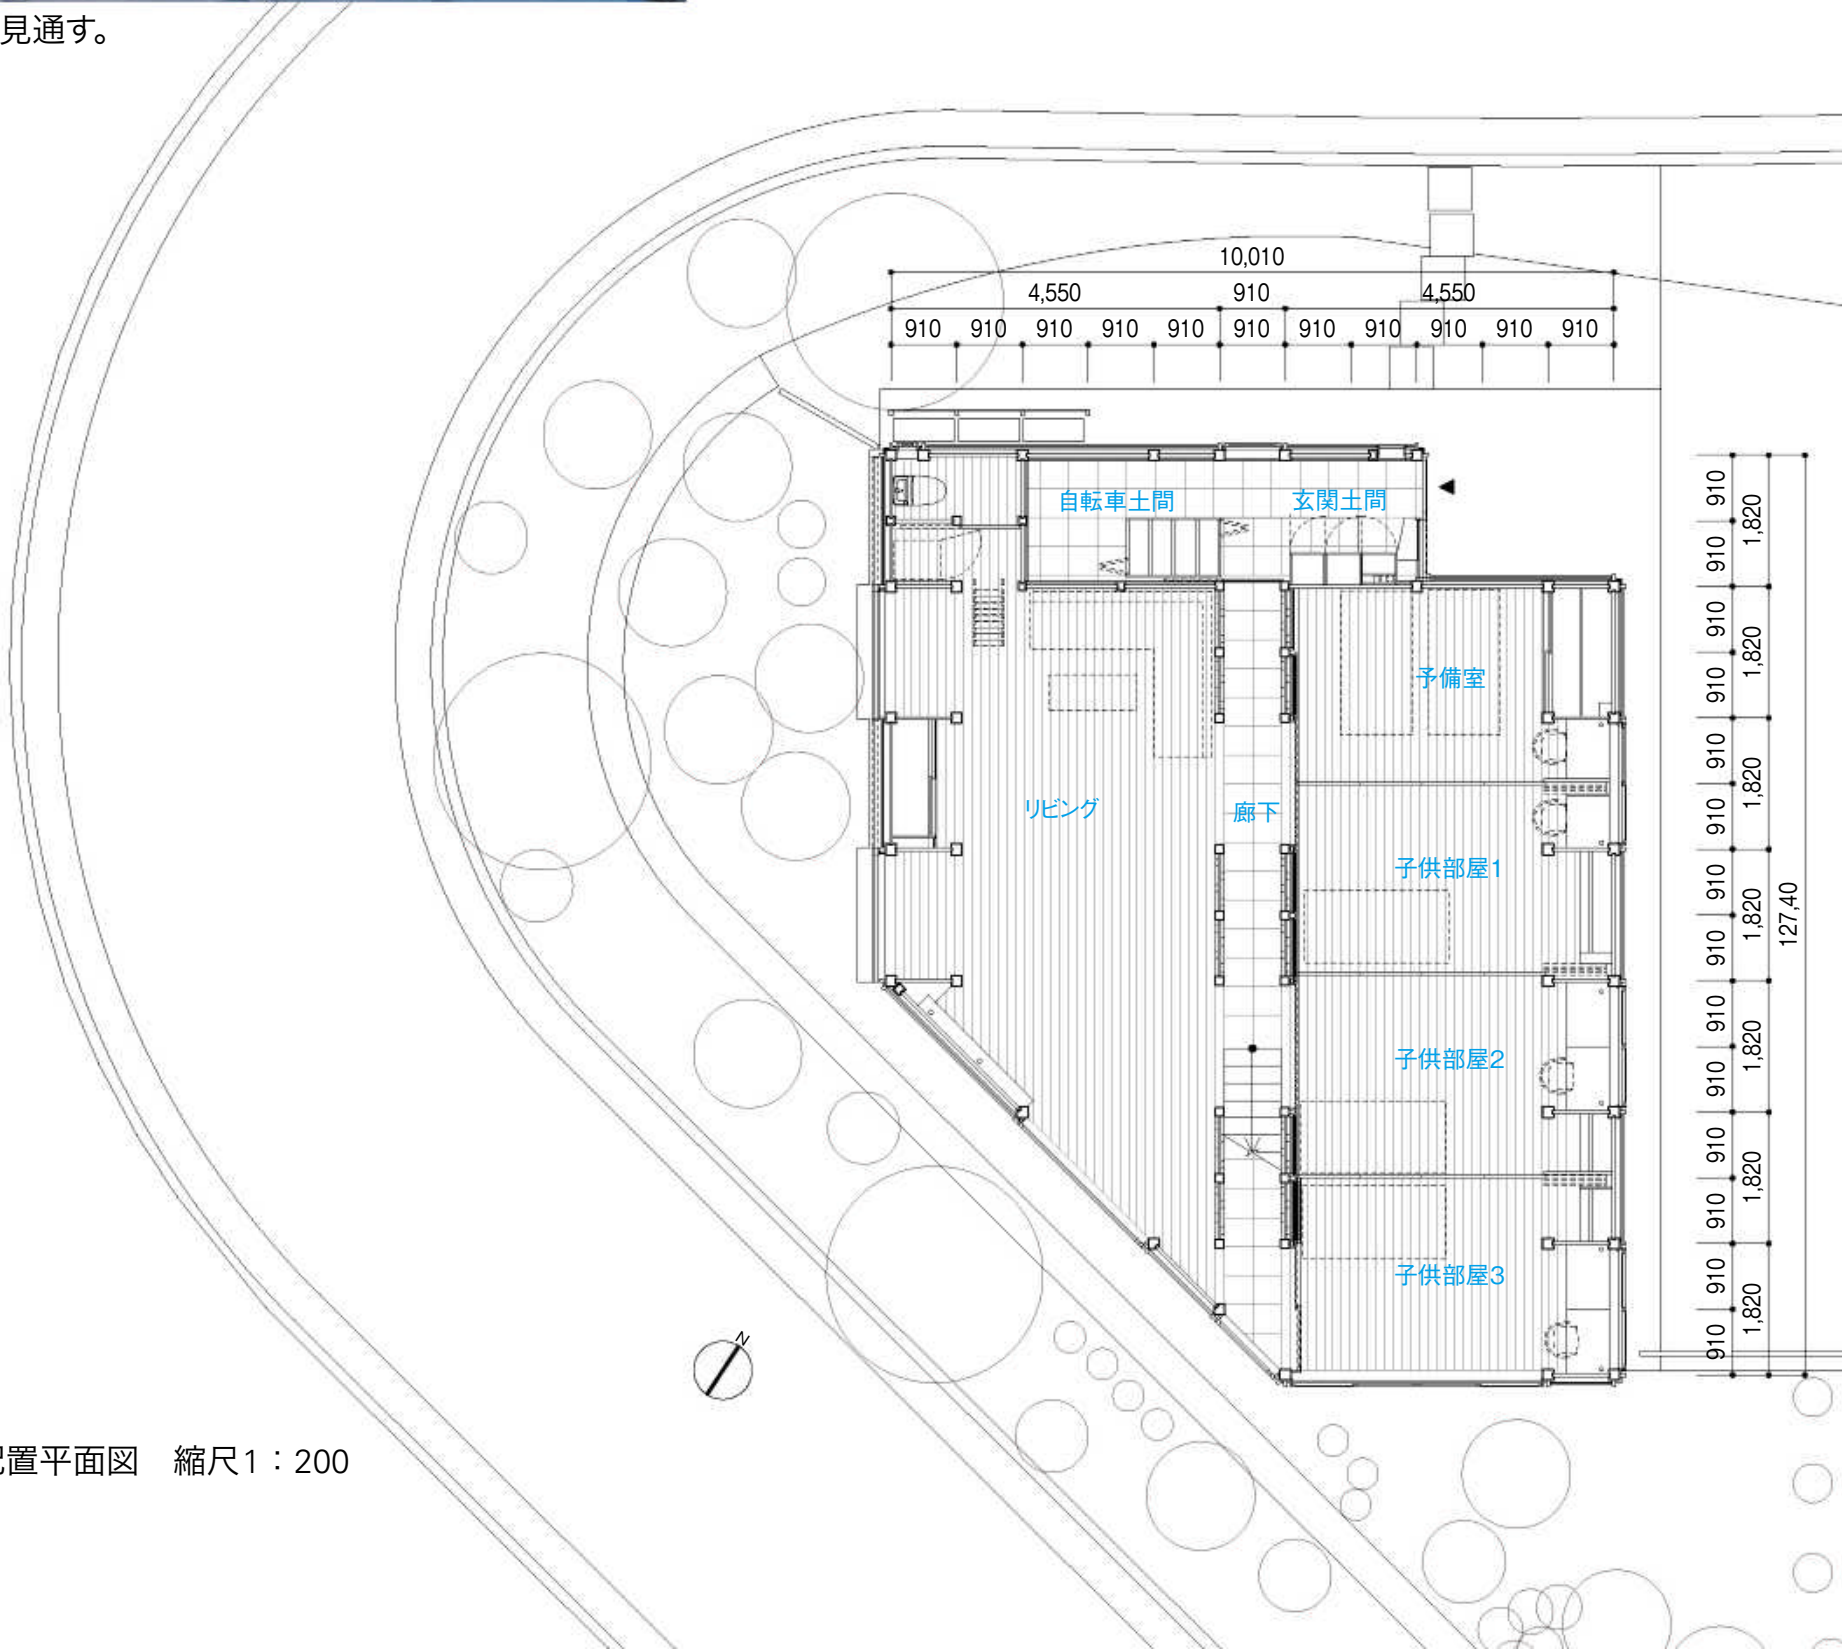 見通す。
10,010
4,550 910 4,550
910 910 910 910 910 910 910 910 910 910 910
自転車土間 玄関土間
予備室
リビング 廊下
子供部屋1
子供部屋2
子供部屋3
910 910 910 910 910 910 910 910 910 910 910 910 910 910
1,820 1,820 1,820 1,820 1,820 1,820 1,820
127,40
N
置平面図 縮尺1：200